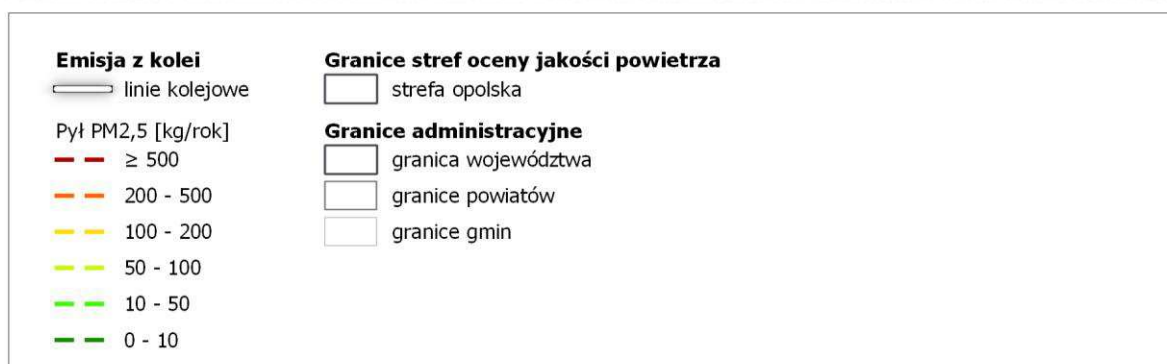 Emisja z kolei
linie kolejowe
Pył PM2,5 [kg/rok]
≥ 500
200 - 500
100 - 200
50 - 100
10 - 50
0 - 10
Granice stref oceny jakości powietrza
strefa opolska
Granice administracyjne
granica województwa
granice powiatów
granice gmin